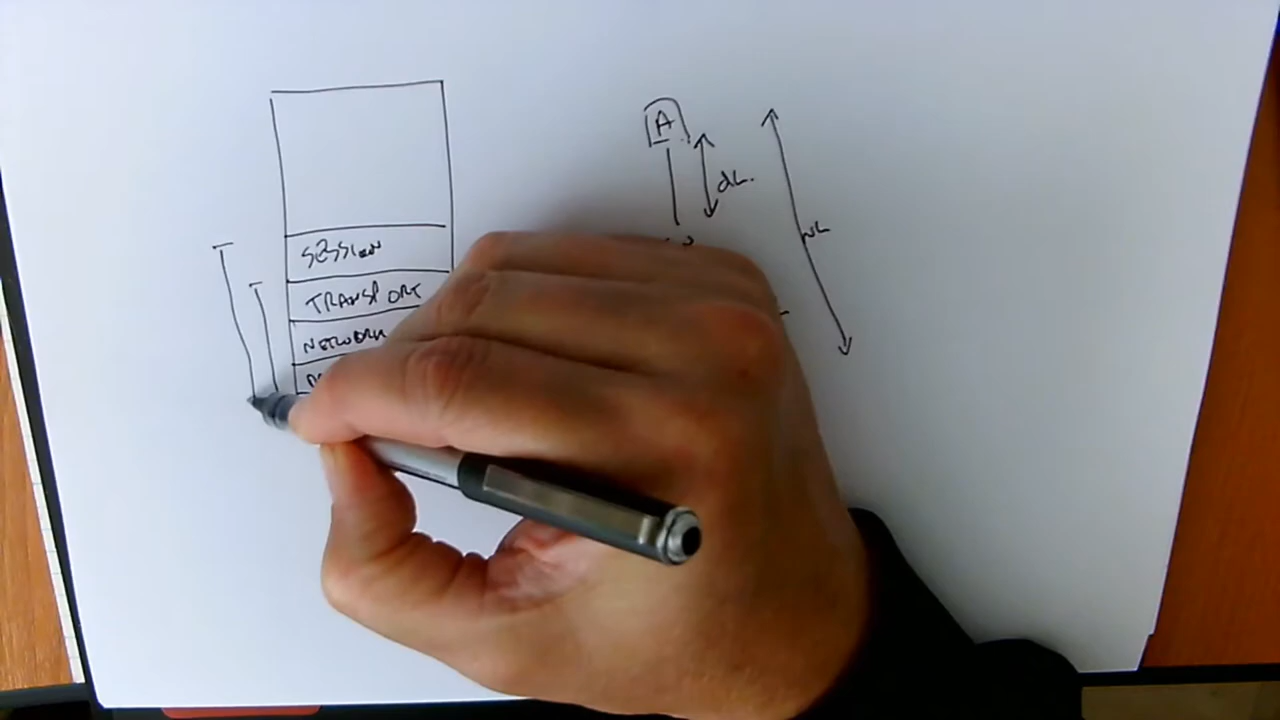 SESSION
TRANSPORT
NETWORK
A
dL.
NL